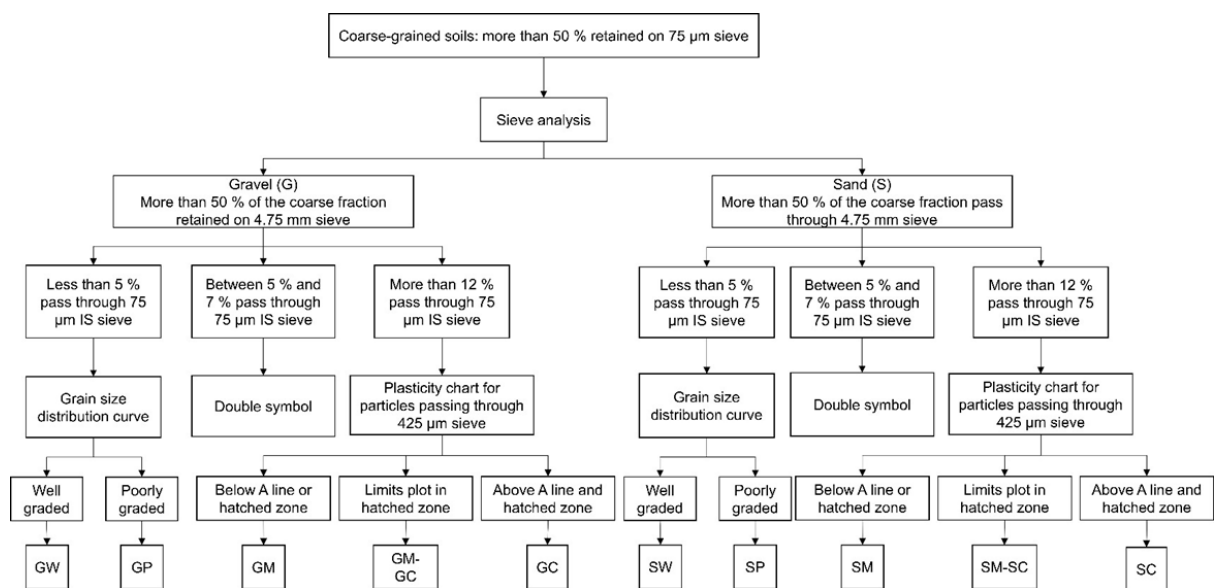 Coarse-grained soils: more than 50 % retained on 75 µm sieve
Sieve analysis
Gravel (G)
More than 50 % of the coarse fraction
retained on 4.75 mm sieve
Sand (S)
More than 50 % of the coarse fraction pass
through 4.75 mm sieve
Less than 5 %
pass through 75
µm IS sieve
Between 5 % and
7 % pass through
75 µm IS sieve
More than 12 %
pass through 75
µm IS sieve
Less than 5 %
pass through 75
µm IS sieve
Between 5 % and
7 % pass through
75 µm IS sieve
More than 12 %
pass through 75
µm IS sieve
Grain size
distribution curve
Double symbol
Plasticity chart for
particles passing through
425 µm sieve
Grain size
distribution curve
Double symbol
Plasticity chart for
particles passing through
425 µm sieve
Well
graded
Poorly
graded
Below A line or
hatched zone
Limits plot in
hatched zone
Above A line and
hatched zone
Well
graded
Poorly
graded
Below A line or
hatched zone
Limits plot in
hatched zone
Above A line and
hatched zone
GW
GP
GM
GM-
GC
GC
SW
SP
SM
SM-SC
SC